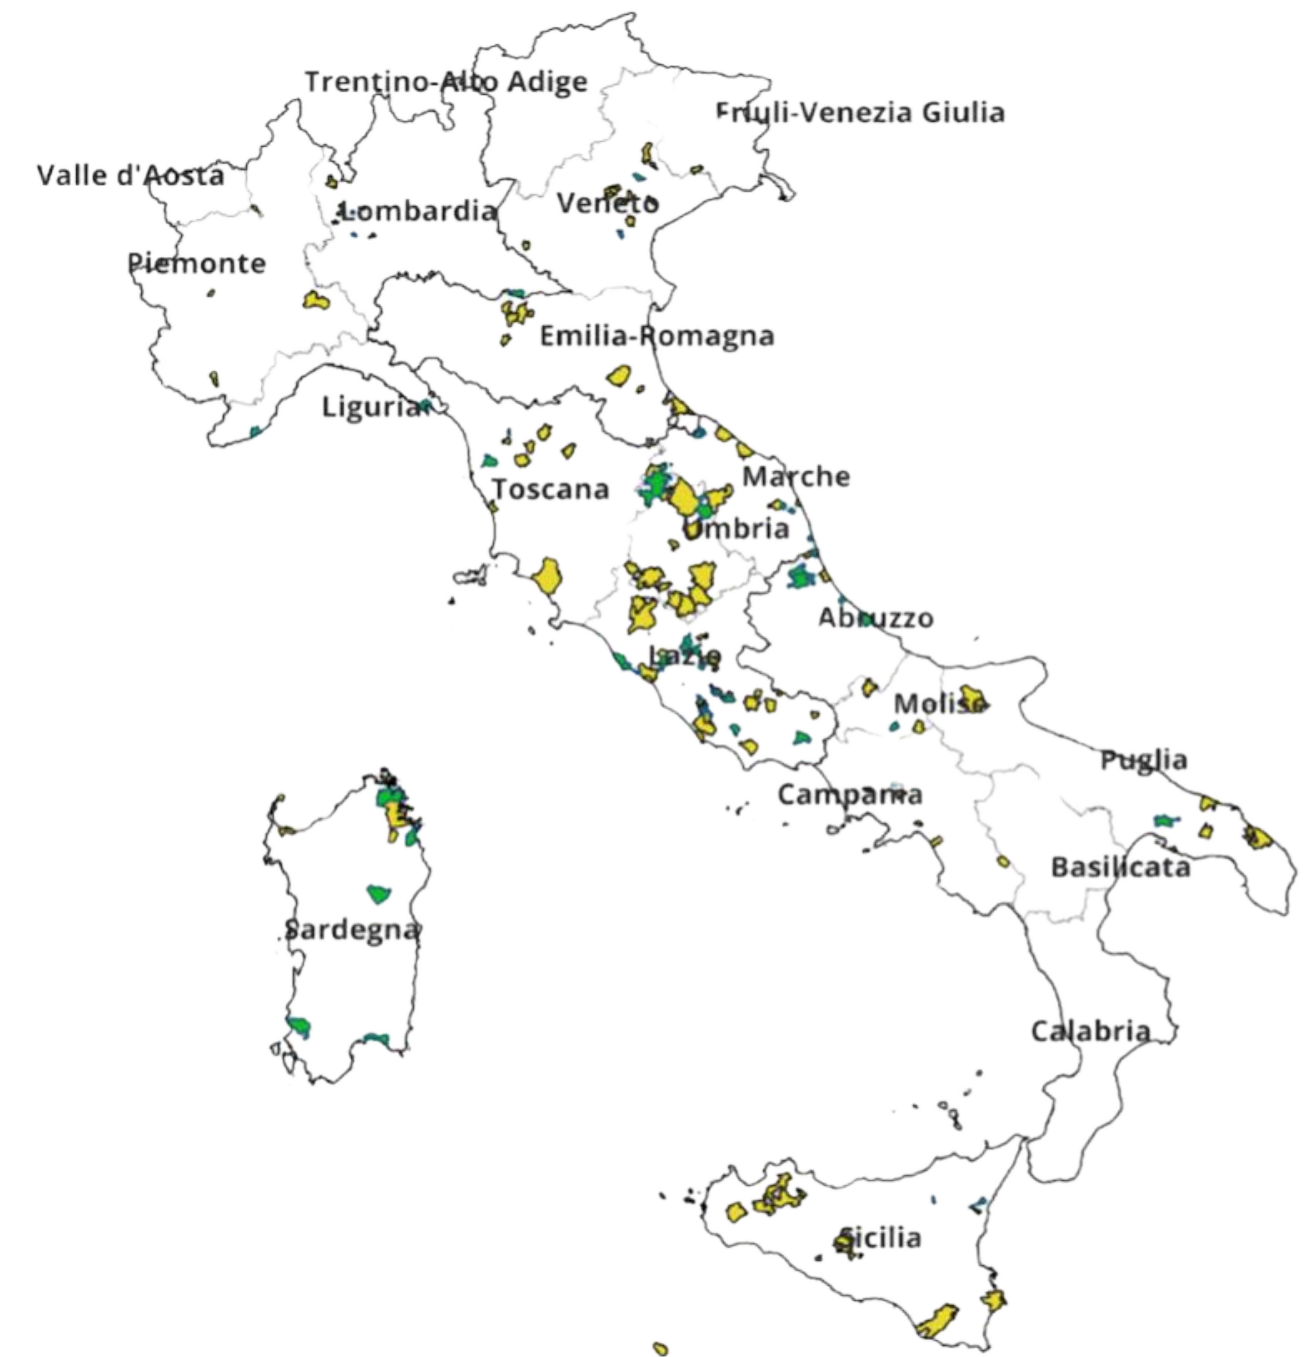 Trentino-Alto Adige
Friuli-Venezia Giulia
Valle d'Aosta
Lombardia
Veneto
Piemonte
Emilia-Romagna
Liguria
Marche
Toscana
Umbria
Abruzzo
Lazio
Molise
Puglia
Campania
Basilicata
Sardegna
Calabria
Sicilia